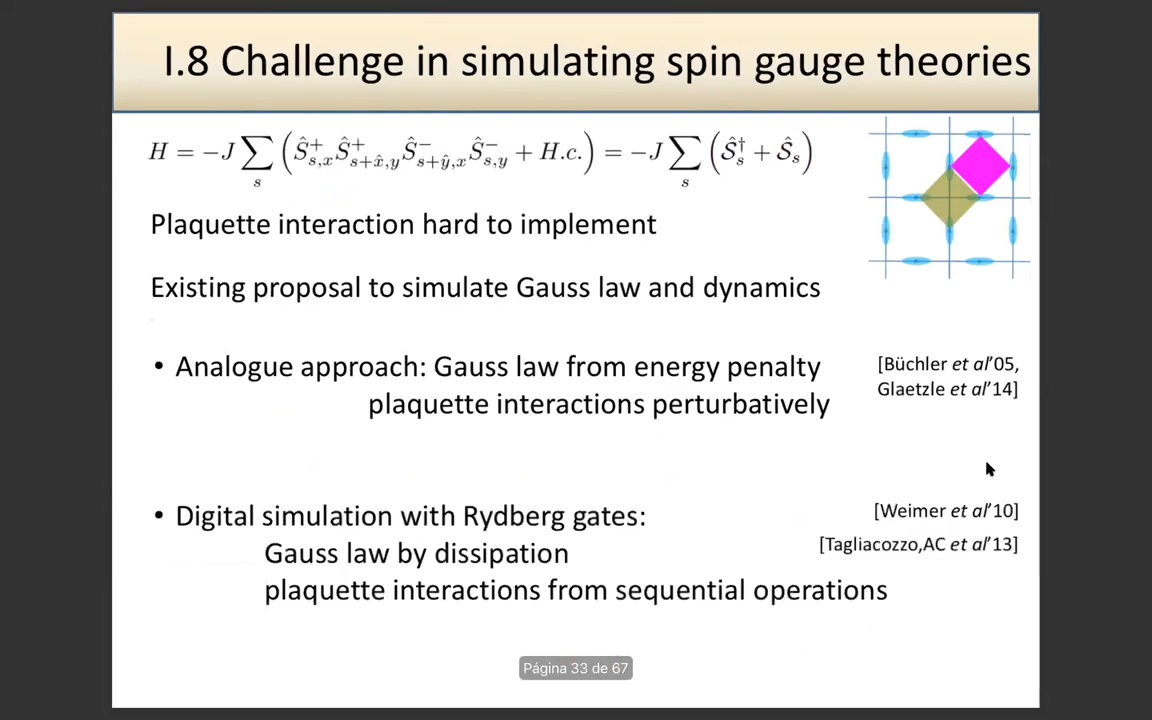 I.8 Challenge in simulating spin gauge theories
H = -J ∑_s (Ŝ^+_{s,x} Ŝ^+_{s+x̂,y} Ŝ^-_{s+ŷ,x} Ŝ^-_{s,y} + H.c.) = -J ∑_s (𝒮̂^†_s + 𝒮̂_s)
Plaquette interaction hard to implement
Existing proposal to simulate Gauss law and dynamics
• Analogue approach: Gauss law from energy penalty
plaquette interactions perturbatively
[Büchler et al'05,
Glaetzle et al'14]
• Digital simulation with Rydberg gates:
Gauss law by dissipation
plaquette interactions from sequential operations
[Weimer et al'10]
[Tagliacozzo,AC et al'13]
Página 33 de 67